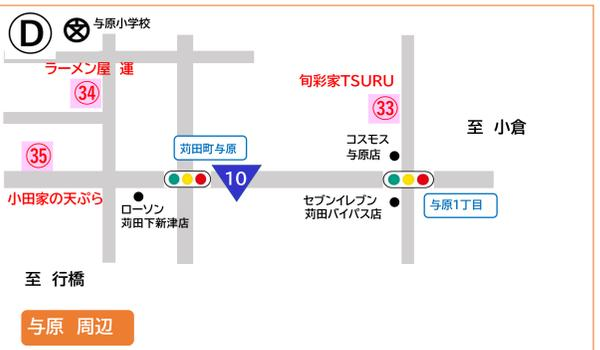 D
与原小学校
ラーメン屋 運
㉞
旬彩家TSURU
㉝
至 小倉
コスモス
与原店
苅田町与原
㉟
10
小田家の天ぷら
ローソン
苅田下新津店
セブンイレブン
苅田バイパス店
与原1丁目
至 行橋
与原 周辺